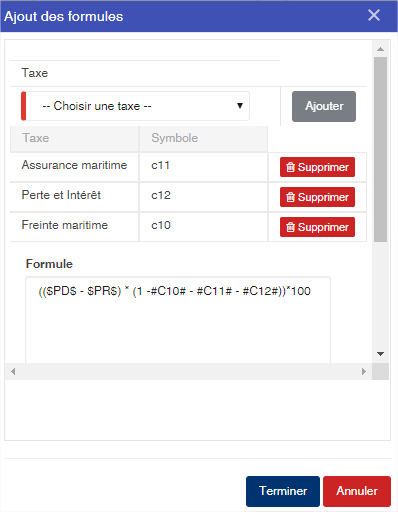 Ajout des formules
Taxe
-- Choisir une taxe --
Ajouter
Taxe Symbole
Assurance maritime c11 Supprimer
Perte et Intérêt c12 Supprimer
Freinte maritime c10 Supprimer
Formule
(($PD$ - $PR$) * (1 -#C10# - #C11# - #C12#))*100
Terminer Annuler